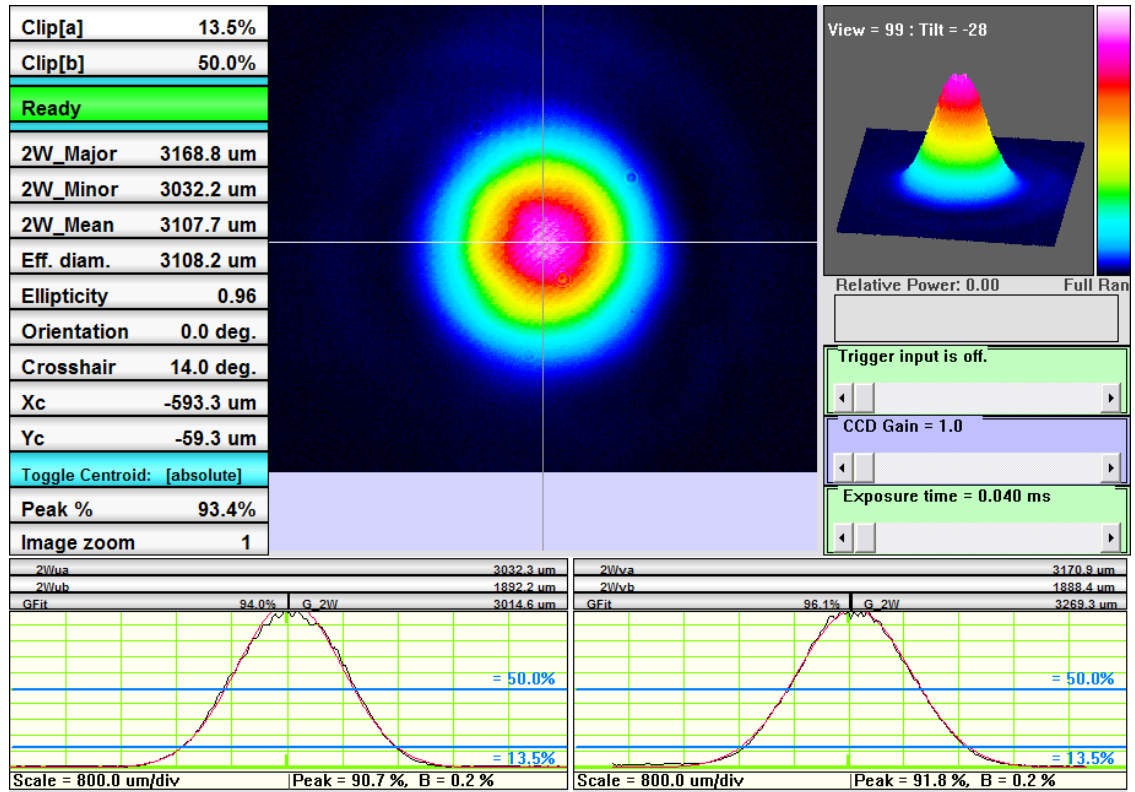 Clip[a] 13.5%
Clip[b] 50.0%
Ready
2W_Major 3168.8 um
2W_Minor 3032.2 um
2W_Mean 3107.7 um
Eff. diam. 3108.2 um
Ellipticity 0.96
Orientation 0.0 deg.
Crosshair 14.0 deg.
Xc -593.3 um
Yc -59.3 um
Toggle Centroid: [absolute]
Peak % 93.4%
Image zoom 1
View = 99 : Tilt = -28
Relative Power: 0.00 Full Ran
Trigger input is off.
CCD Gain = 1.0
Exposure time = 0.040 ms
2Wua 3032.3 um
2Wub 1892.2 um
GFit 94.0% G_2W 3014.6 um
= 50.0%
= 13.5%
Scale = 800.0 um/div Peak = 90.7 %, B = 0.2 %
2Wva 3170.9 um
2Wvb 1888.4 um
GFit 96.1% G_2W 3269.3 um
= 50.0%
= 13.5%
Scale = 800.0 um/div Peak = 91.8 %, B = 0.2 %